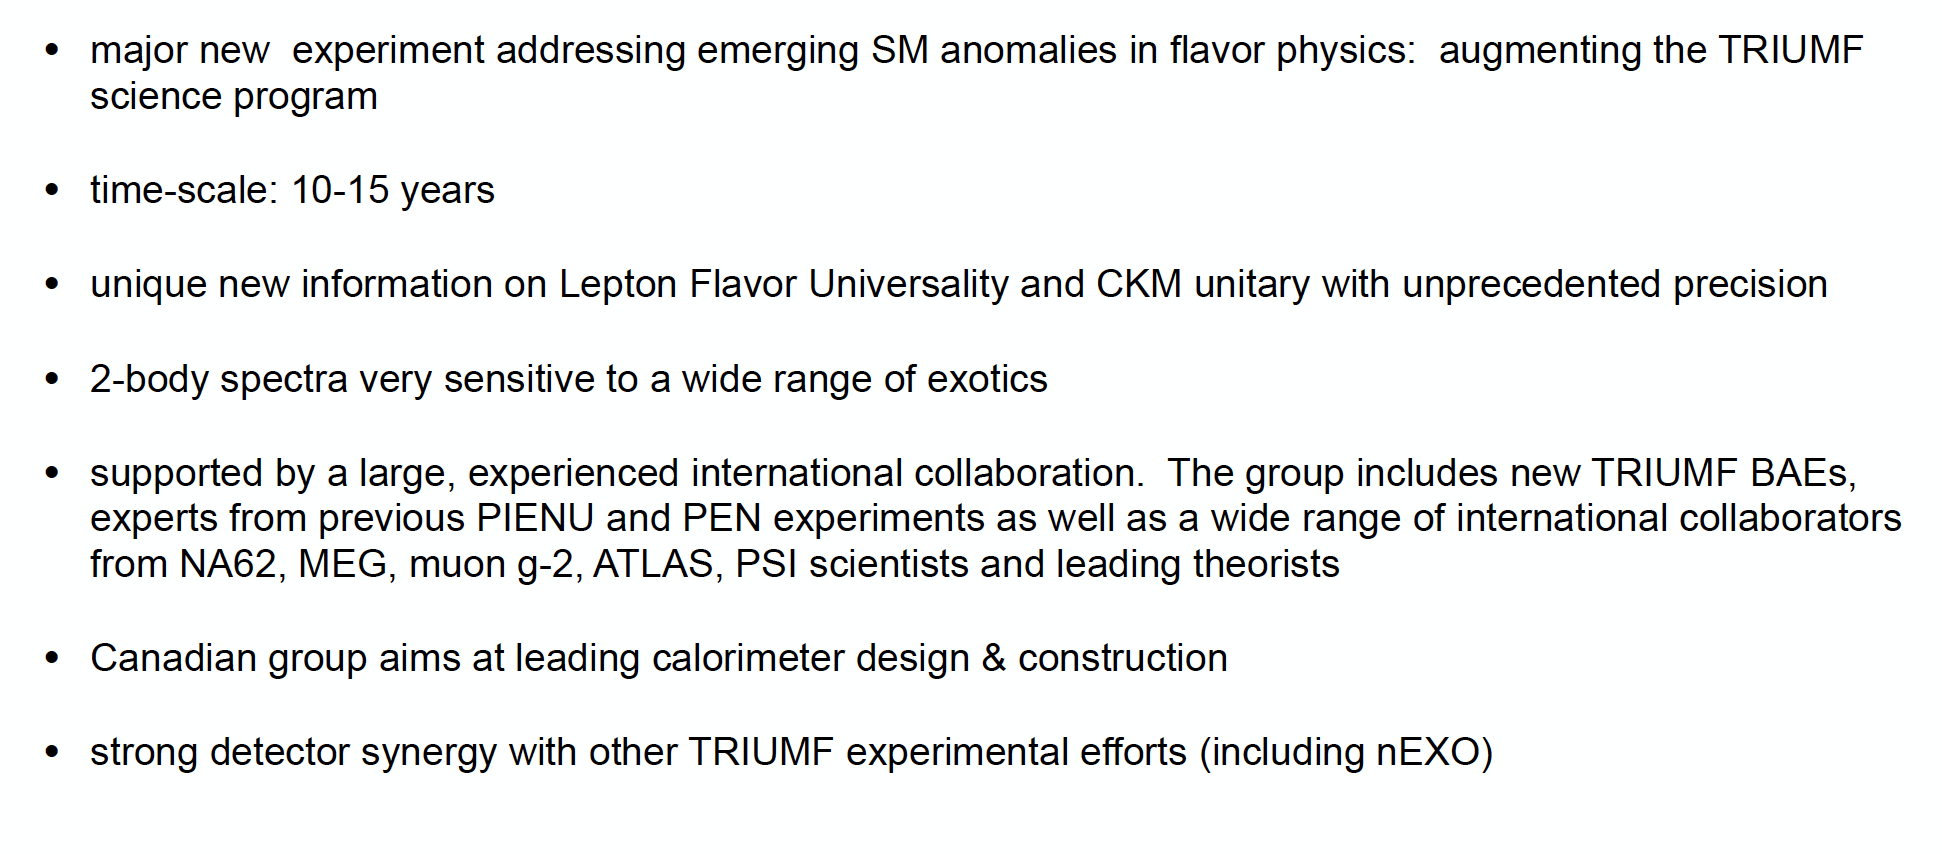 • major new  experiment addressing emerging SM anomalies in flavor physics:  augmenting the TRIUMF
science program
• time-scale: 10-15 years
• unique new information on Lepton Flavor Universality and CKM unitary with unprecedented precision
• 2-body spectra very sensitive to a wide range of exotics
• supported by a large, experienced international collaboration.  The group includes new TRIUMF BAEs,
experts from previous PIENU and PEN experiments as well as a wide range of international collaborators
from NA62, MEG, muon g-2, ATLAS, PSI scientists and leading theorists
• Canadian group aims at leading calorimeter design & construction
• strong detector synergy with other TRIUMF experimental efforts (including nEXO)